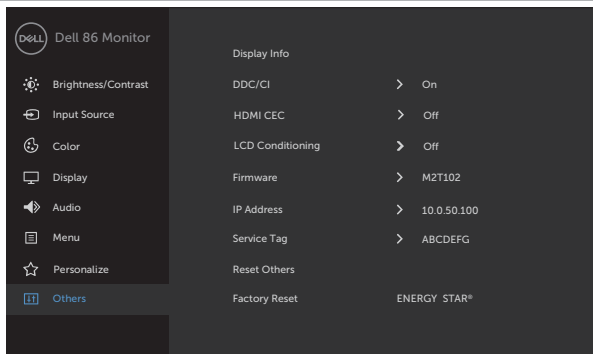 DELL Dell 86 Monitor
Display Info
Brightness/Contrast DDC/CI > On
Input Source HDMI CEC > Off
Color LCD Conditioning > Off
Display Firmware > M2T102
Audio IP Address > 10.0.50.100
Menu Service Tag > ABCDEFG
Personalize Reset Others
Others Factory Reset ENERGY STAR®